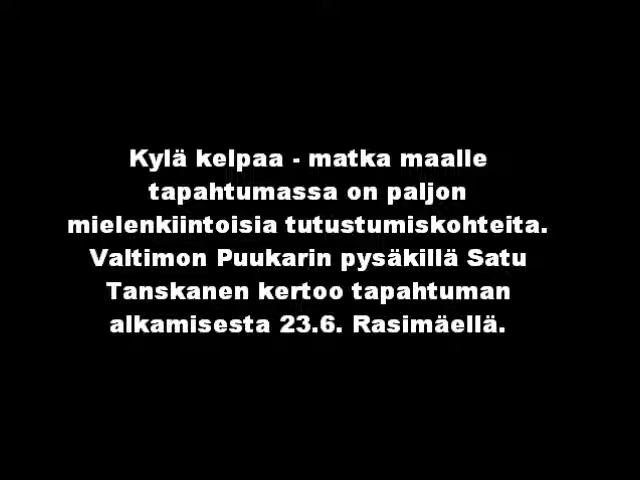 Kylä kelpaa - matka maalle
tapahtumassa on paljon
mielenkiintoisia tutustumiskohteita.
Valtimon Puukarin pysäkillä Satu
Tanskanen kertoo tapahtuman
alkamisesta 23.6. Rasimäellä.